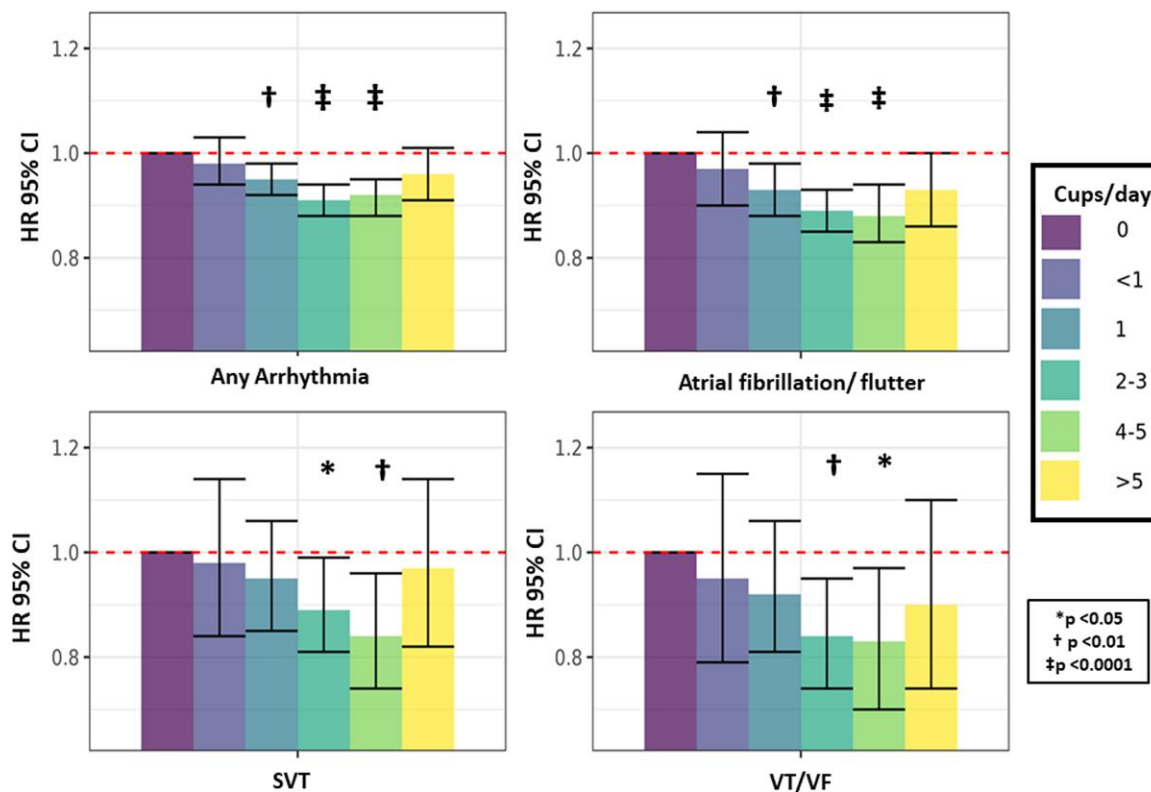 1.2
1.0
0.8
HR 95% CI
† ‡ ‡
Any Arrhythmia
1.2
1.0
0.8
HR 95% CI
† ‡ ‡
Atrial fibrillation/ flutter
1.2
1.0
0.8
HR 95% CI
* †
SVT
1.2
1.0
0.8
HR 95% CI
† *
VT/VF
Cups/day
0
<1
1
2-3
4-5
>5
*p <0.05
† p <0.01
‡p <0.0001